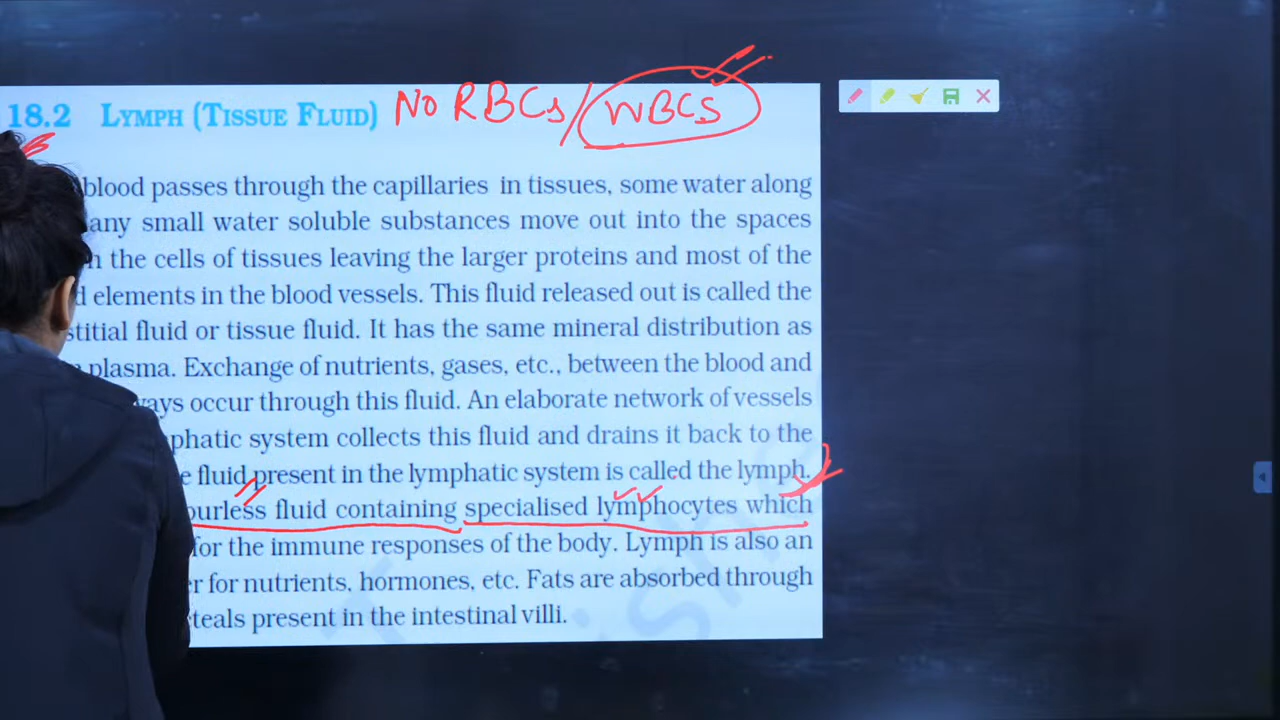 18.2 LYMPH (TISSUE FLUID) NO RBCs/WBCs
blood passes through the capillaries in tissues, some water along
any small water soluble substances move out into the spaces
the cells of tissues leaving the larger proteins and most of the
elements in the blood vessels. This fluid released out is called the
stitial fluid or tissue fluid. It has the same mineral distribution as
plasma. Exchange of nutrients, gases, etc., between the blood and
ays occur through this fluid. An elaborate network of vessels
phatic system collects this fluid and drains it back to the
e fluid present in the lymphatic system is called the lymph.
ourless fluid containing specialised lymphocytes which
for the immune responses of the body. Lymph is also an
er for nutrients, hormones, etc. Fats are absorbed through
cteals present in the intestinal villi.